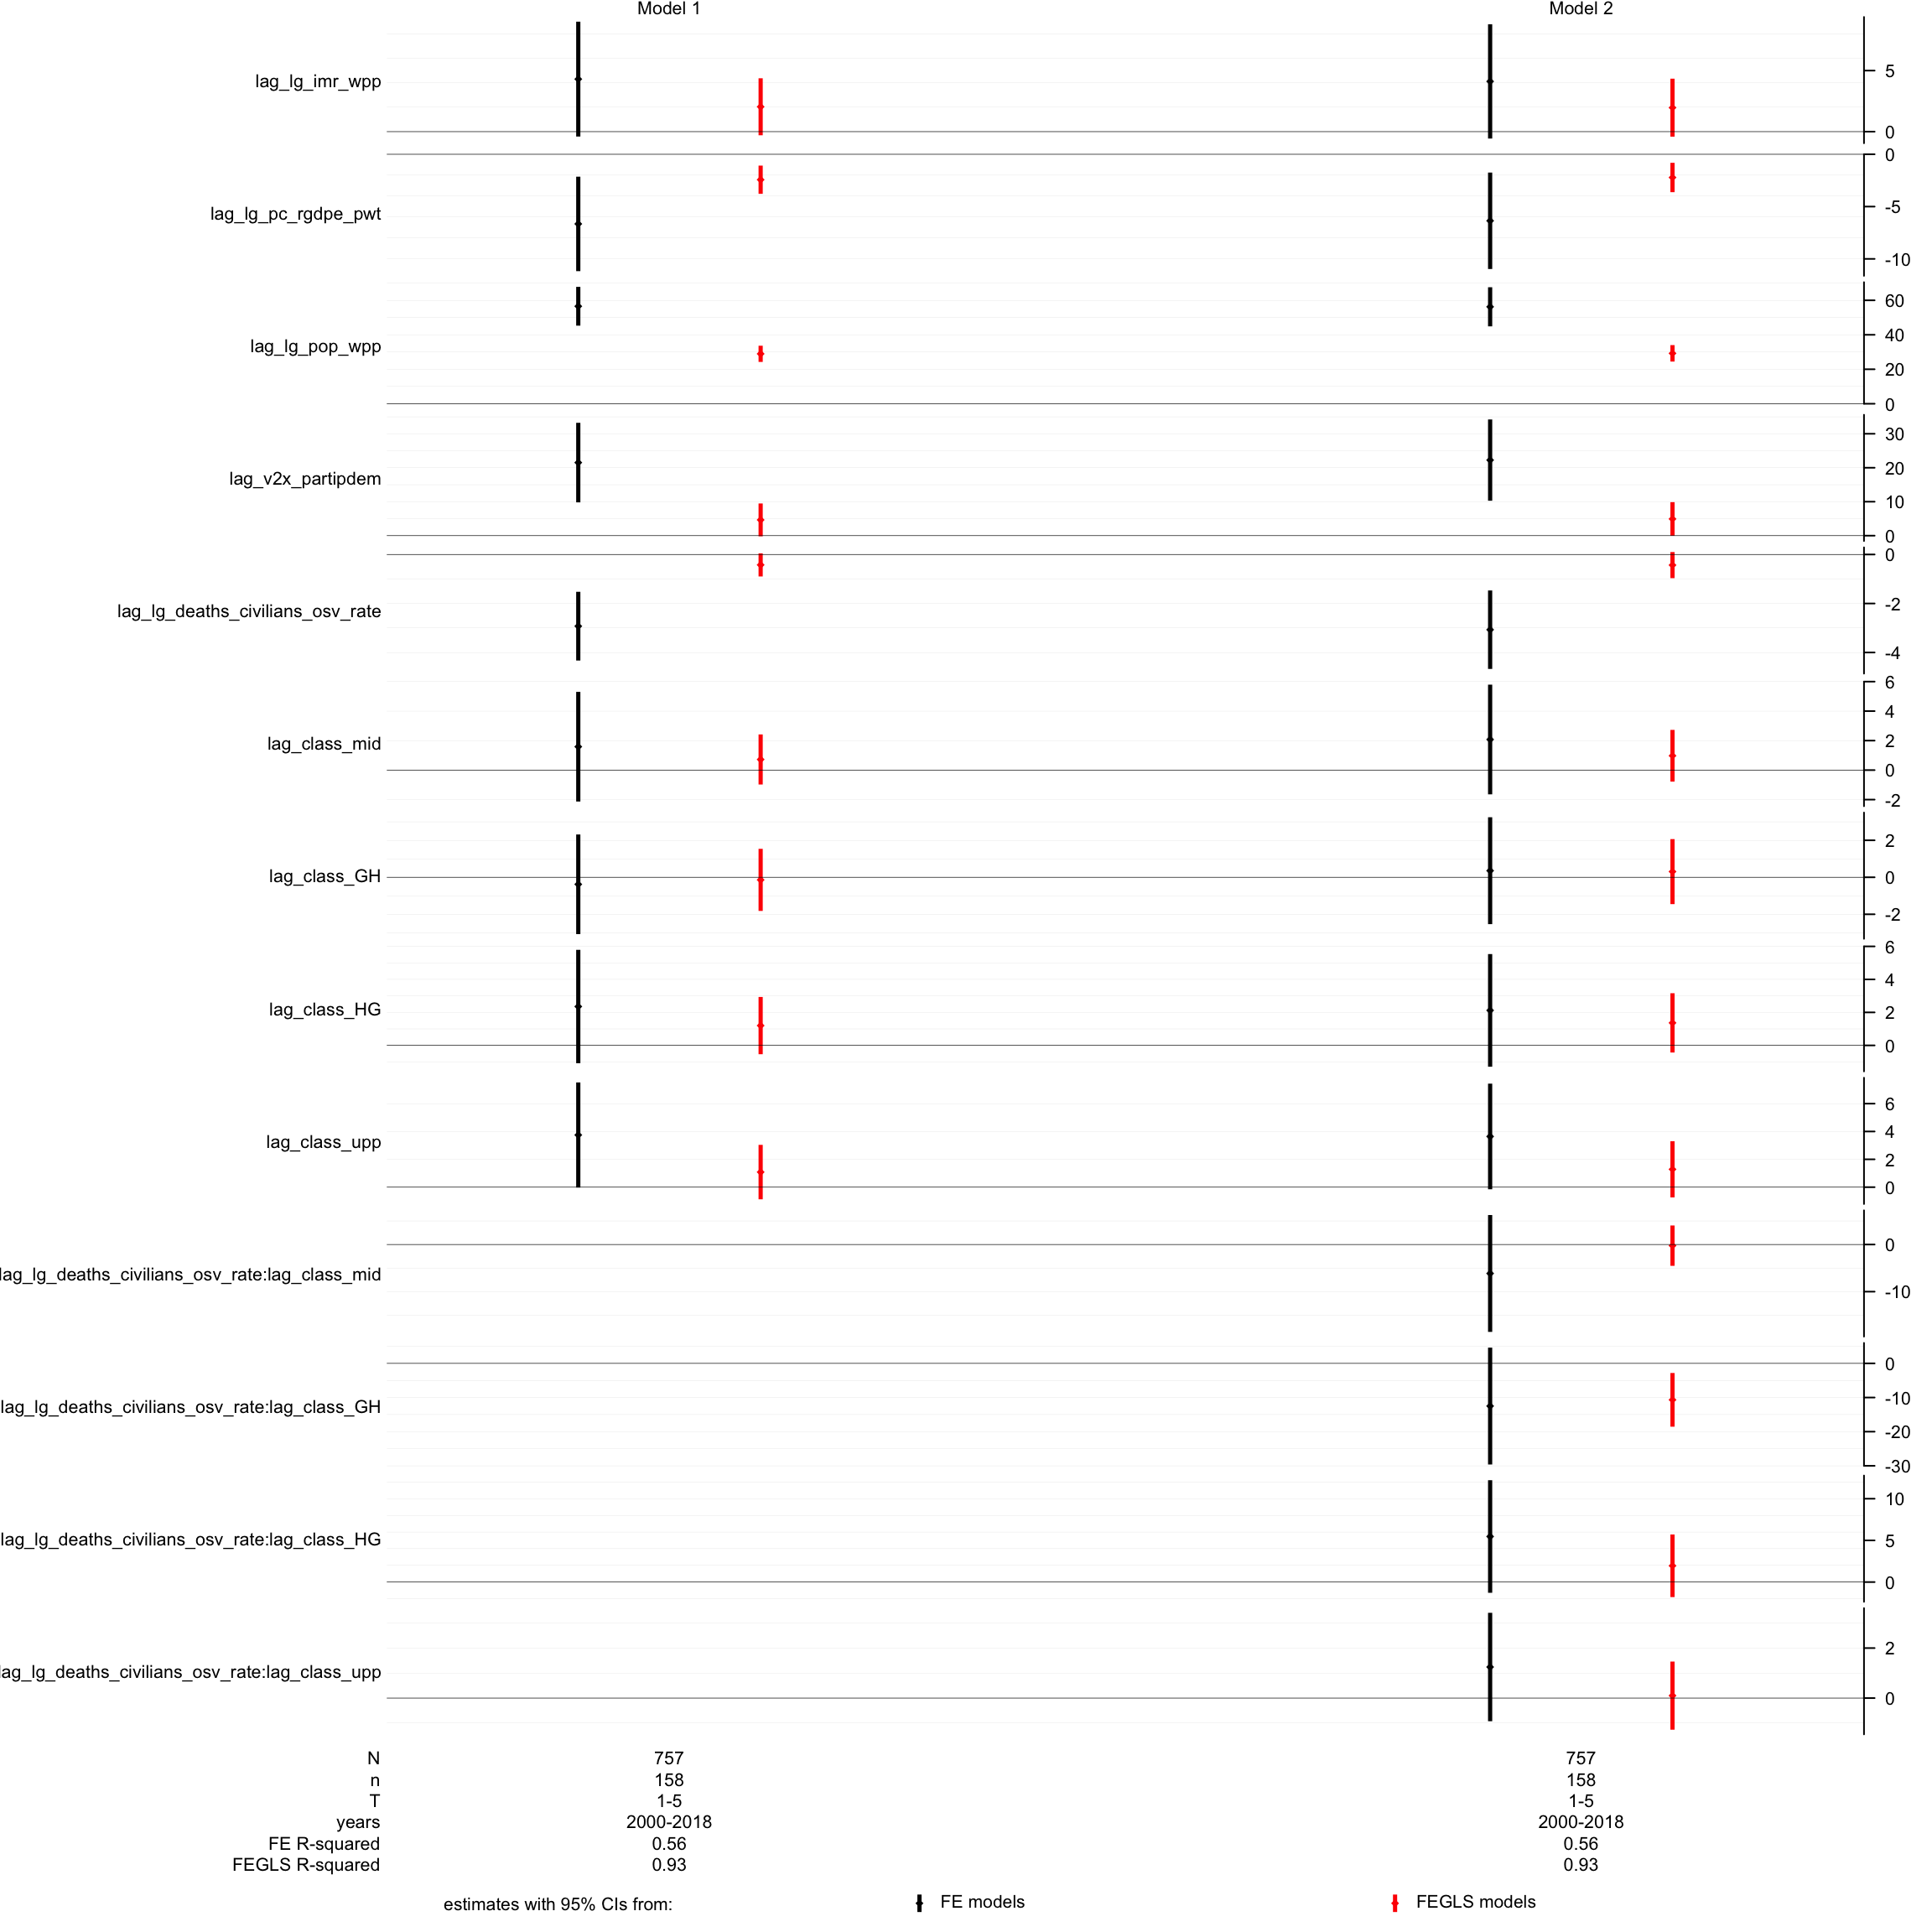 Model 1 Model 2
lag_lg_imr_wpp
5
0
lag_lg_pc_rgdpe_pwt
0
-5
-10
lag_lg_pop_wpp
60
40
20
0
lag_v2x_partipdem
30
20
10
0
lag_lg_deaths_civilians_osv_rate
0
-2
-4
lag_class_mid
6
4
2
0
-2
lag_class_GH
2
0
-2
lag_class_HG
6
4
2
0
lag_class_upp
6
4
2
0
lag_lg_deaths_civilians_osv_rate:lag_class_mid
0
-10
lag_lg_deaths_civilians_osv_rate:lag_class_GH
0
-10
-20
-30
lag_lg_deaths_civilians_osv_rate:lag_class_HG
10
5
0
lag_lg_deaths_civilians_osv_rate:lag_class_upp
2
0
N 757 757
n 158 158
T 1-5 1-5
years 2000-2018 2000-2018
FE R-squared 0.56 0.56
FEGLS R-squared 0.93 0.93
estimates with 95% CIs from: FE models FEGLS models